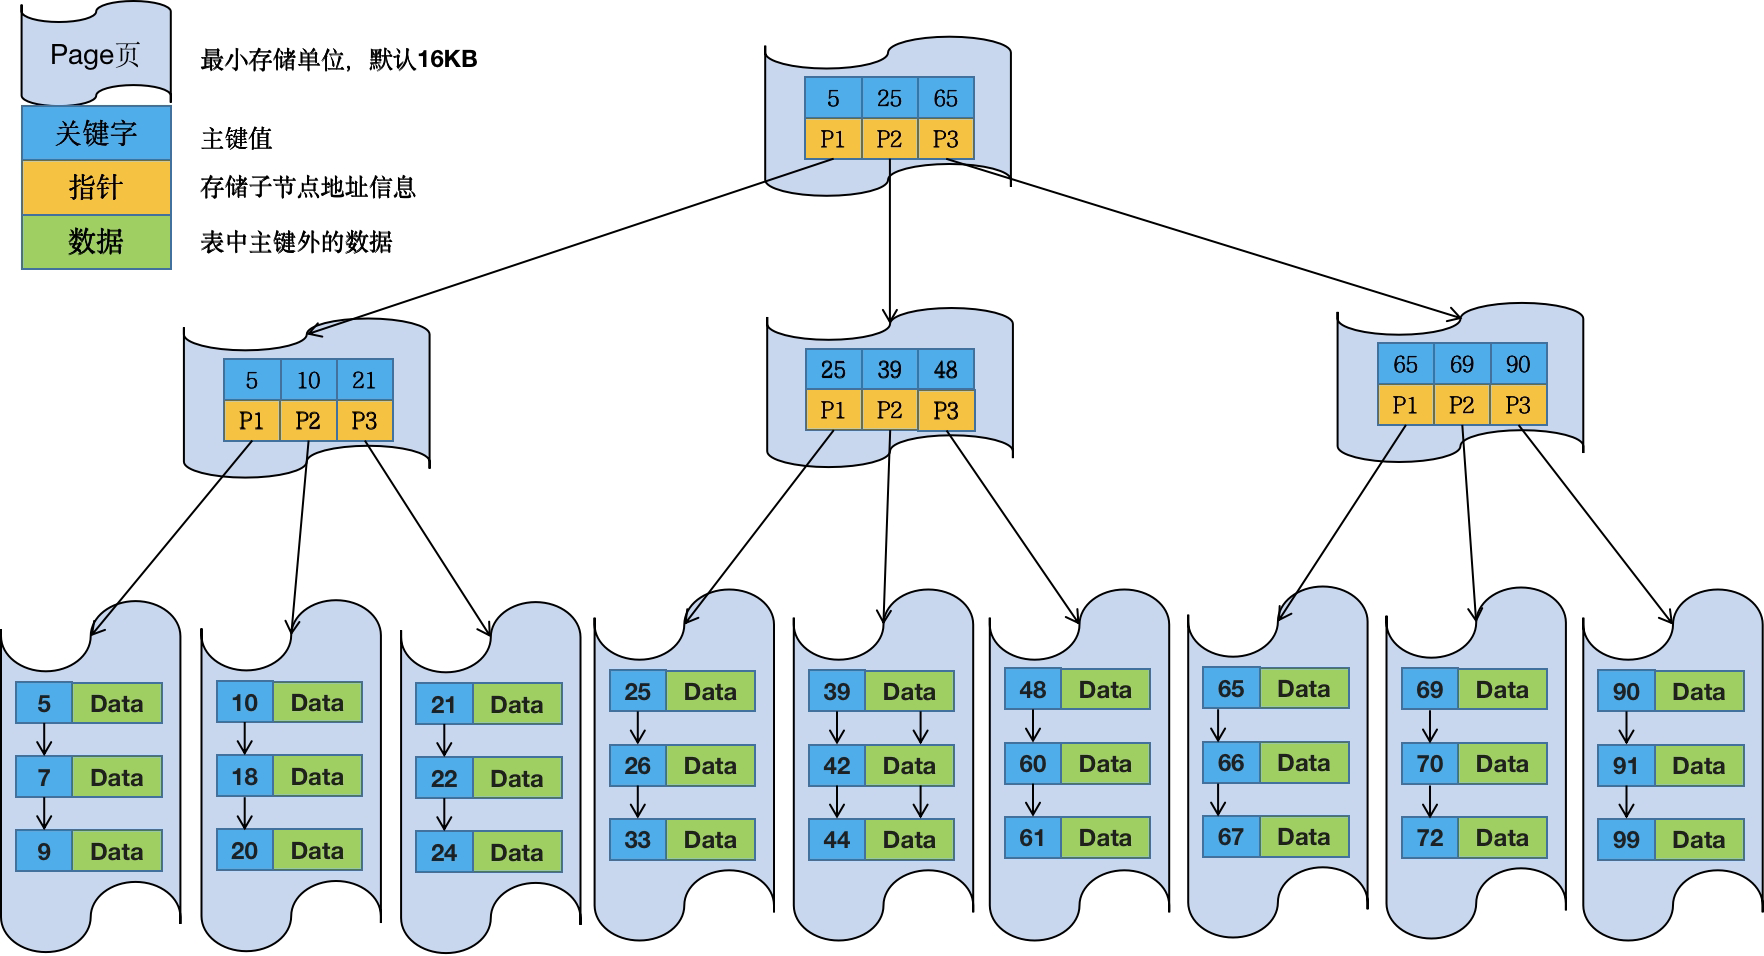 Page页
最小存储单位，默认16KB
关键字
主键值
指针
存储子节点地址信息
数据
表中主键外的数据
5 25 65
P1 P2 P3
5 10 21
P1 P2 P3
25 39 48
P1 P2 P3
65 69 90
P1 P2 P3
5 Data
7 Data
9 Data
10 Data
18 Data
20 Data
21 Data
22 Data
24 Data
25 Data
26 Data
33 Data
39 Data
42 Data
44 Data
48 Data
60 Data
61 Data
65 Data
66 Data
67 Data
69 Data
70 Data
72 Data
90 Data
91 Data
99 Data